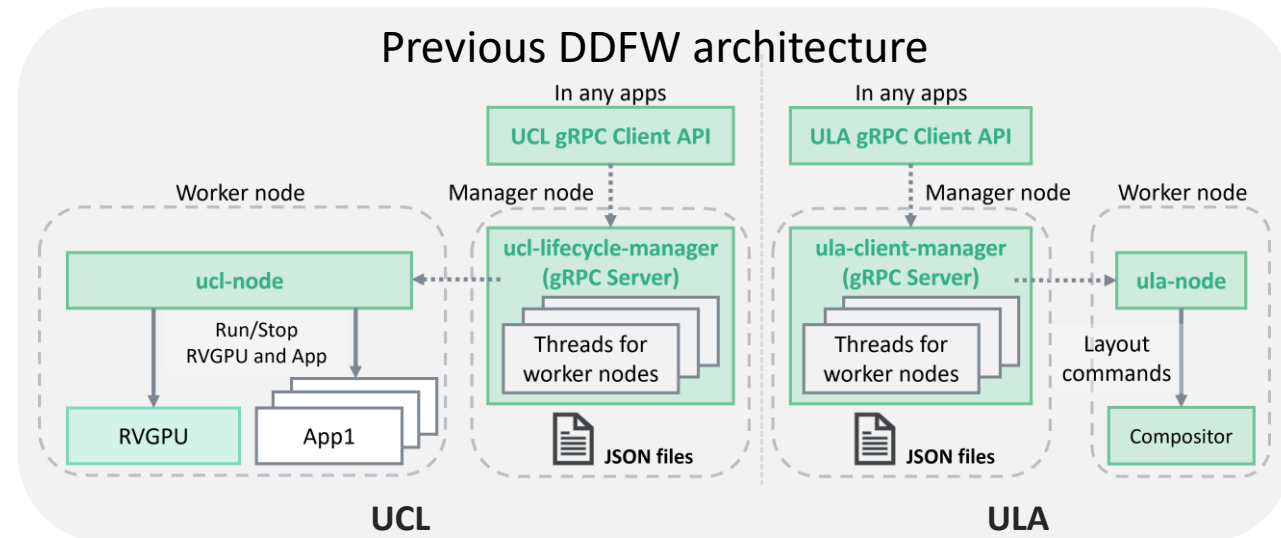 Previous DDFW architecture
In any apps
UCL gRPC Client API
Worker node
Manager node
ucl-node
ucl-lifecycle-manager
(gRPC Server)
Threads for
worker nodes
Run/Stop
RVGPU and App
RVGPU
App1
JSON files
UCL
In any apps
ULA gRPC Client API
Manager node
Worker node
ula-client-manager
(gRPC Server)
Threads for
worker nodes
ula-node
Layout
commands
Compositor
JSON files
ULA